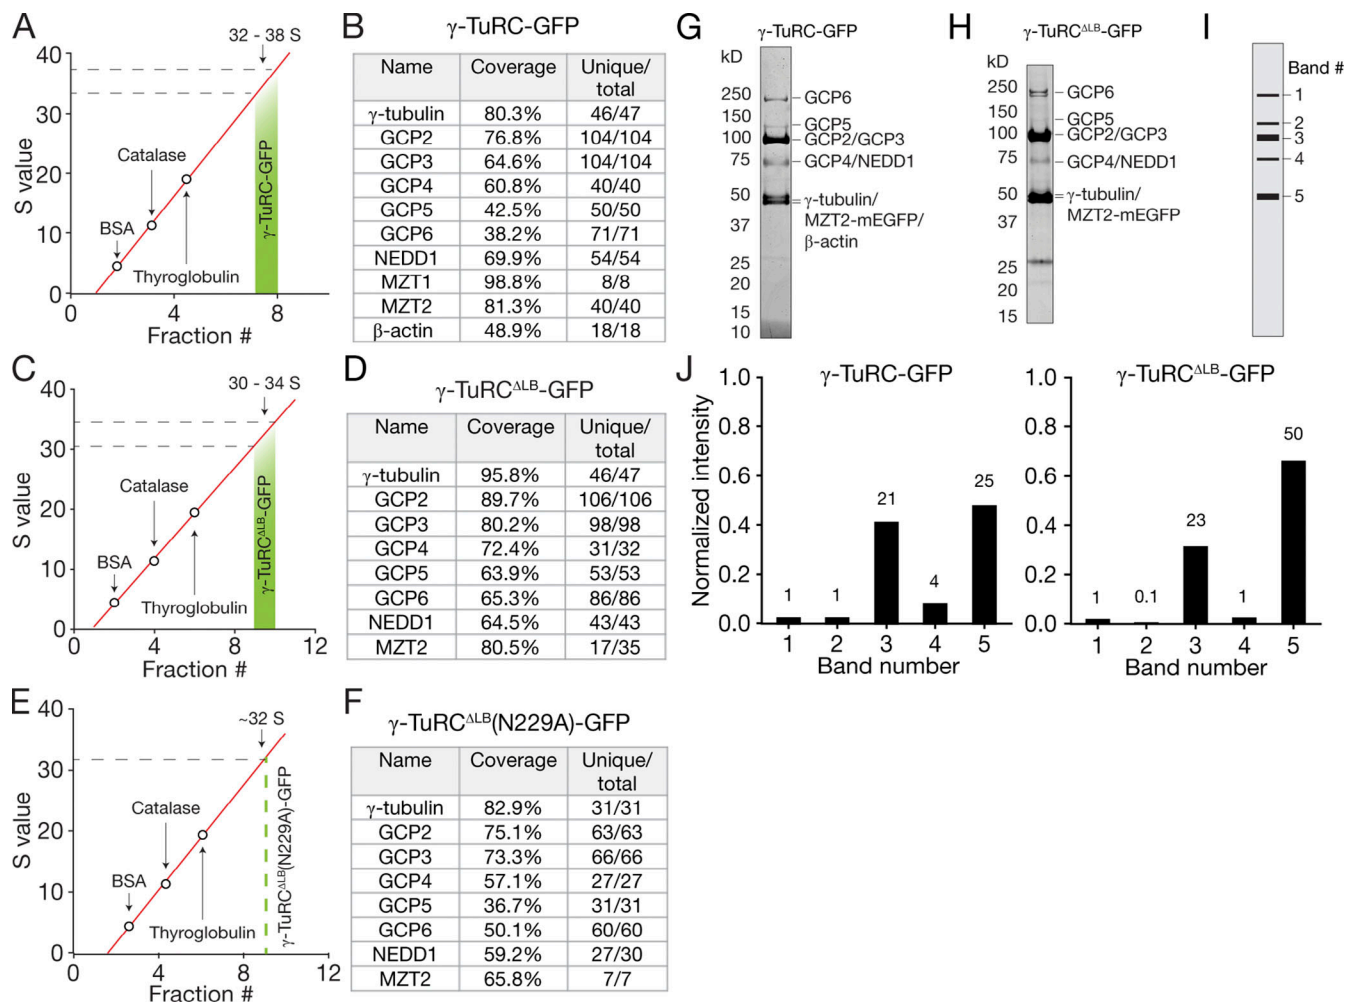 A
32 - 38 S
40
30
20
10
0
S value
Catalase
BSA
Thyroglobulin
γ-TuRC-GFP
0
4
8
Fraction #
B
γ-TuRC-GFP
Name Coverage Unique/
total
γ-tubulin 80.3% 46/47
GCP2 76.8% 104/104
GCP3 64.6% 104/104
GCP4 60.8% 40/40
GCP5 42.5% 50/50
GCP6 38.2% 71/71
NEDD1 69.9% 54/54
MZT1 98.8% 8/8
MZT2 81.3% 40/40
β-actin 48.9% 18/18
C
30 - 34 S
40
30
20
10
0
S value
Catalase
BSA
Thyroglobulin
γ-TuRC^ΔLB-GFP
0
4
8
12
Fraction #
D
γ-TuRC^ΔLB-GFP
Name Coverage Unique/
total
γ-tubulin 95.8% 46/47
GCP2 89.7% 106/106
GCP3 80.2% 98/98
GCP4 72.4% 31/32
GCP5 63.9% 53/53
GCP6 65.3% 86/86
NEDD1 64.5% 43/43
MZT2 80.5% 17/35
E
~32 S
40
30
20
10
0
S value
Catalase
BSA
Thyroglobulin
γ-TuRC^ΔLB(N229A)-GFP
0
4
8
12
Fraction #
F
γ-TuRC^ΔLB(N229A)-GFP
Name Coverage Unique/
total
γ-tubulin 82.9% 31/31
GCP2 75.1% 63/63
GCP3 73.3% 66/66
GCP4 57.1% 27/27
GCP5 36.7% 31/31
GCP6 50.1% 60/60
NEDD1 59.2% 27/30
MZT2 65.8% 7/7
G
γ-TuRC-GFP
kD
250
150
100
75
50
37
25
20
15
10
GCP6
GCP5
GCP2/GCP3
GCP4/NEDD1
γ-tubulin/
MZT2-mEGFP/
β-actin
H
γ-TuRC^ΔLB-GFP
kD
250
150
100
75
50
37
25
20
15
GCP6
GCP5
GCP2/GCP3
GCP4/NEDD1
γ-tubulin/
MZT2-mEGFP
I
Band #
1
2
3
4
5
J
γ-TuRC-GFP
Normalized intensity
1.0
0.8
0.6
0.4
0.2
0.0
1
1
21
4
25
1 2 3 4 5
Band number
γ-TuRC^ΔLB-GFP
1.0
0.8
0.6
0.4
0.2
0.0
1
0.1
23
1
50
1 2 3 4 5
Band number